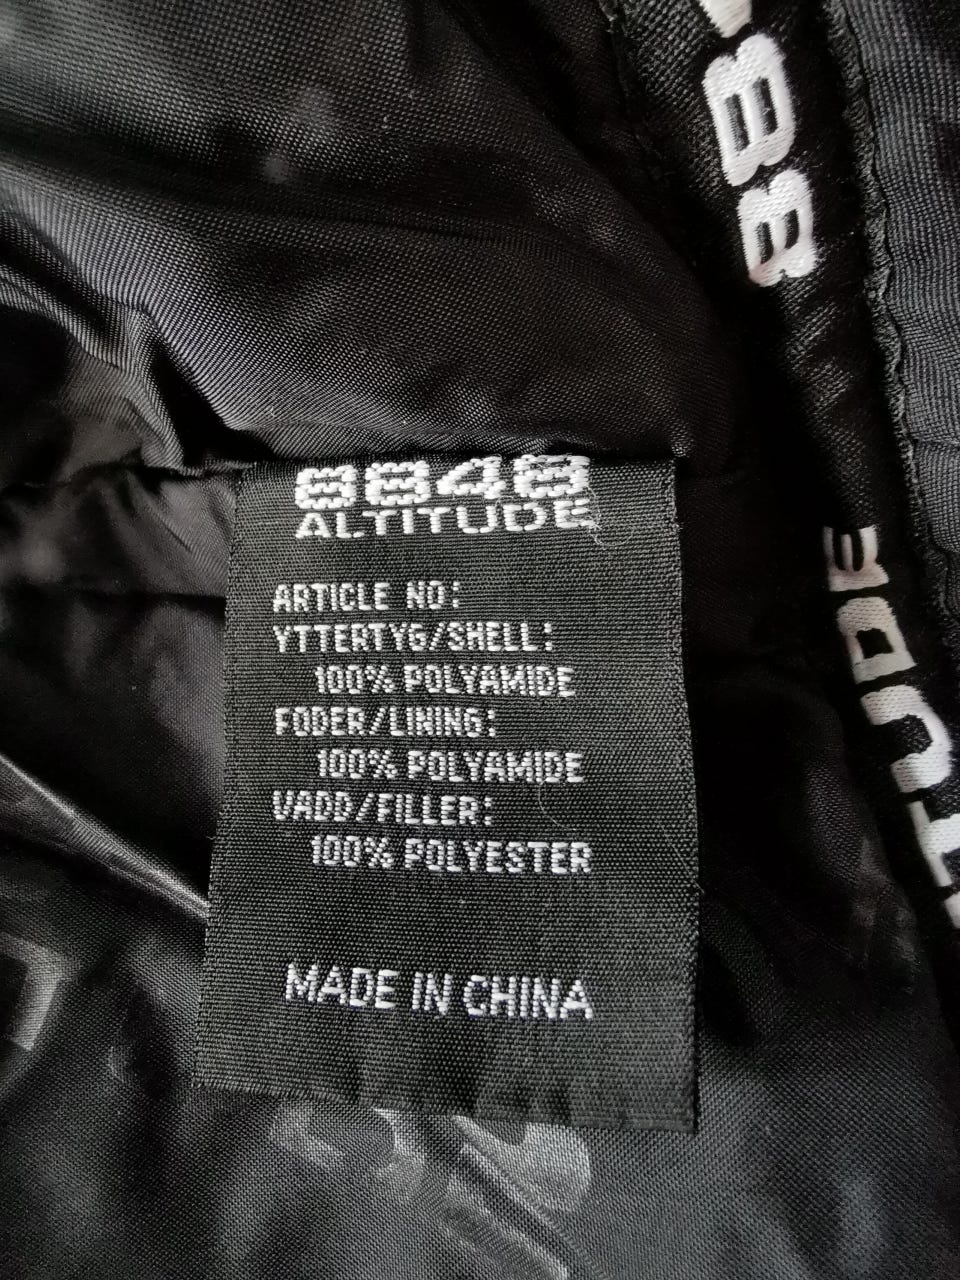 8848
ALTITUDE
ARTICLE NO:
YTTERTYG/SHELL:
100% POLYAMIDE
FODER/LINING:
100% POLYAMIDE
VADD/FILLER:
100% POLYESTER
MADE IN CHINA